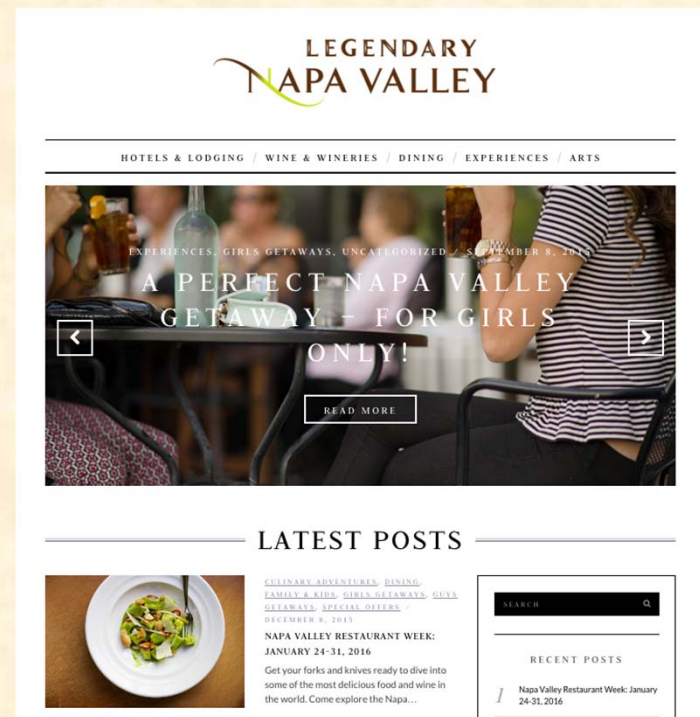 LEGENDARY
NAPA VALLEY
HOTELS & LODGING / WINE & WINERIES / DINING / EXPERIENCES / ARTS
EXPERIENCES, GIRLS GETAWAYS, UNCATEGORIZED / SEPTEMBER 8, 2015
A PERFECT NAPA VALLEY
GETAWAY – FOR GIRLS
ONLY!
READ MORE
LATEST POSTS
CULINARY ADVENTURES, DINING,
FAMILY & KIDS, GIRLS GETAWAYS, GUYS
GETAWAYS, SPECIAL OFFERS /
DECEMBER 8, 2015
NAPA VALLEY RESTAURANT WEEK:
JANUARY 24-31, 2016
Get your forks and knives ready to dive into
some of the most delicious food and wine in
the world. Come explore the Napa…
SEARCH
RECENT POSTS
1 Napa Valley Restaurant Week: January
24-31, 2016